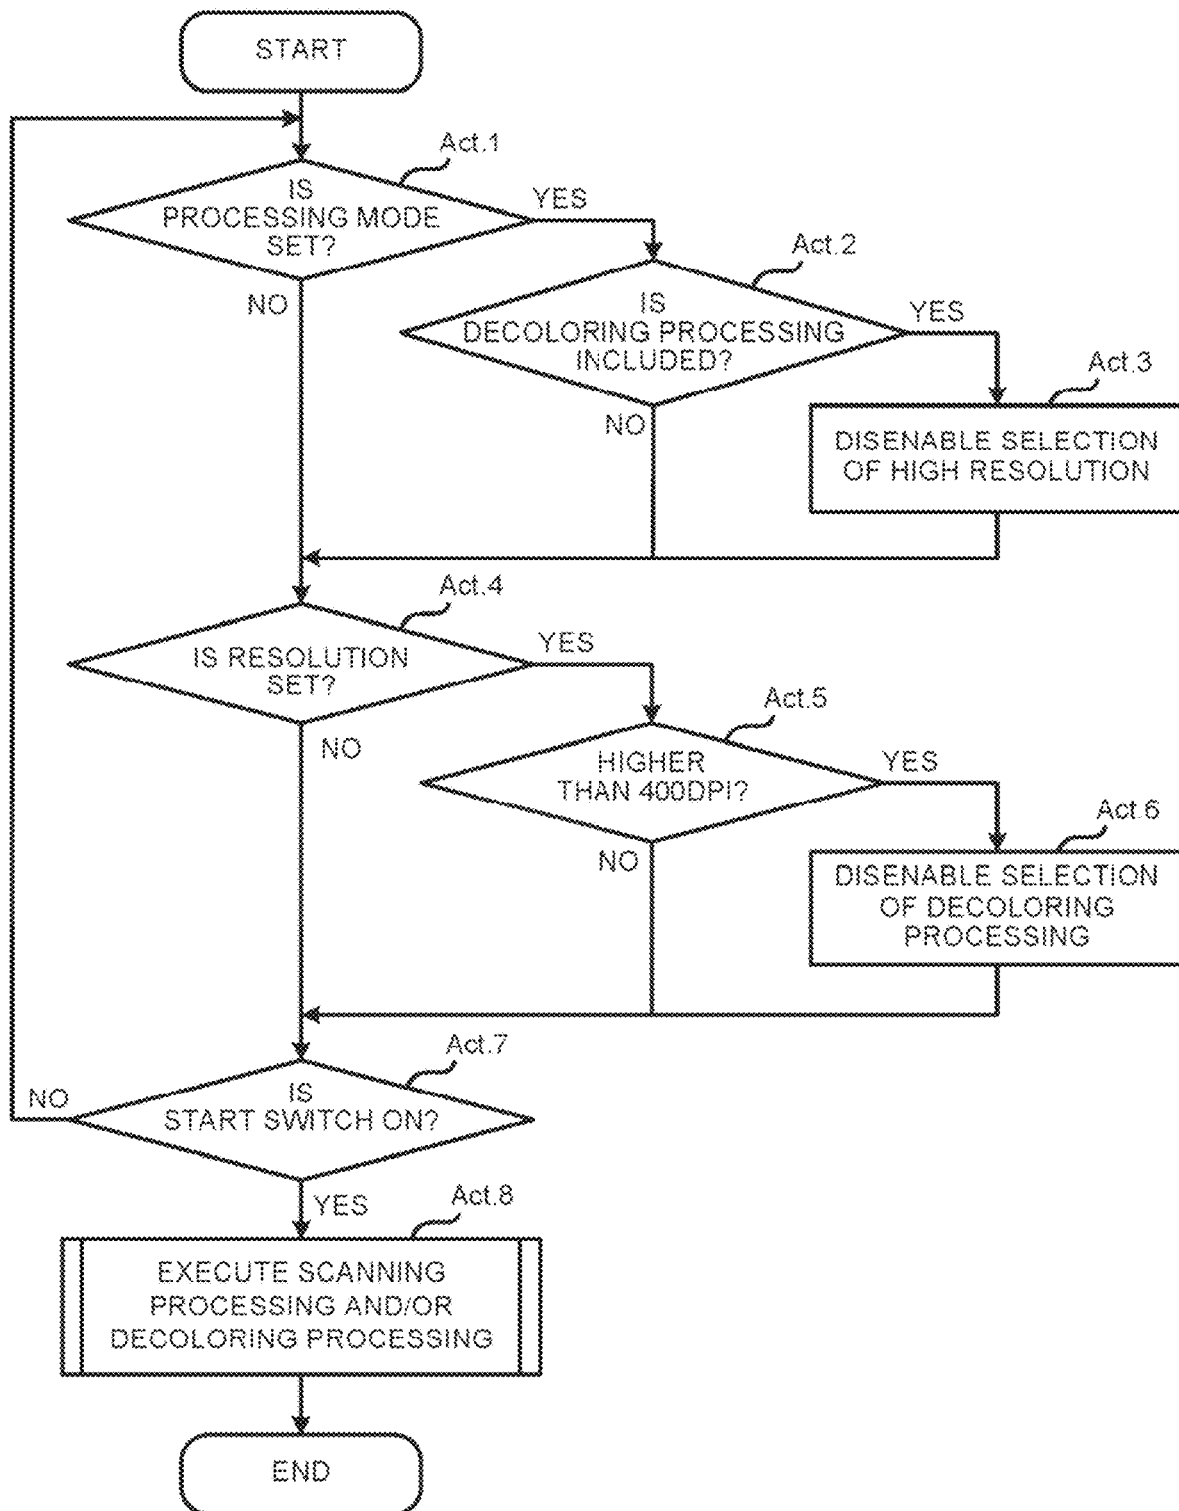 START
Act.1
IS
PROCESSING MODE
SET?
YES
NO
Act.2
IS
DECOLORING PROCESSING
INCLUDED?
YES
NO
Act.3
DISENABLE SELECTION
OF HIGH RESOLUTION
Act.4
IS RESOLUTION
SET?
YES
NO
Act.5
HIGHER
THAN 400DPI?
YES
NO
Act.6
DISENABLE SELECTION
OF DECOLORING
PROCESSING
Act.7
IS
START SWITCH ON?
NO
YES
Act.8
EXECUTE SCANNING
PROCESSING AND/OR
DECOLORING PROCESSING
END